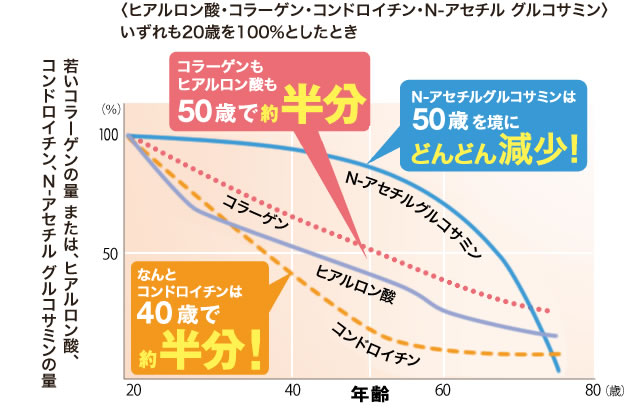 〈ヒアルロン酸・コラーゲン・コンドロイチン・N-アセチル グルコサミン〉
いずれも20歳を100%としたとき
若いコラーゲンの量 または、ヒアルロン酸、
コンドロイチン、N-アセチル グルコサミンの量
(%)
100
50
コラーゲンも
ヒアルロン酸も
50歳で約半分
N-アセチルグルコサミンは
50歳を境に
どんどん減少!
N-アセチルグルコサミン
コラーゲン
ヒアルロン酸
コンドロイチン
なんと
コンドロイチンは
40歳で
約半分!
20
40
年齢
60
80
(歳)